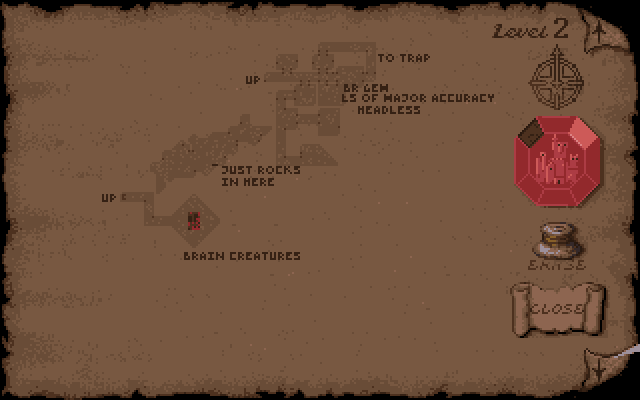 Level 2
TO TRAP
UP
BR GEM
LS OF MAJOR ACCURACY
HEADLESS
JUST ROCKS
IN HERE
UP
BRAIN CREATURES
ERASE
CLOSE